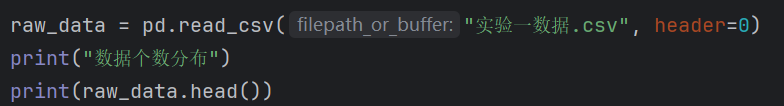 raw_data = pd.read_csv( filepath_or_buffer: "实验一数据.csv", header=0)
print("数据个数分布")
print(raw_data.head())